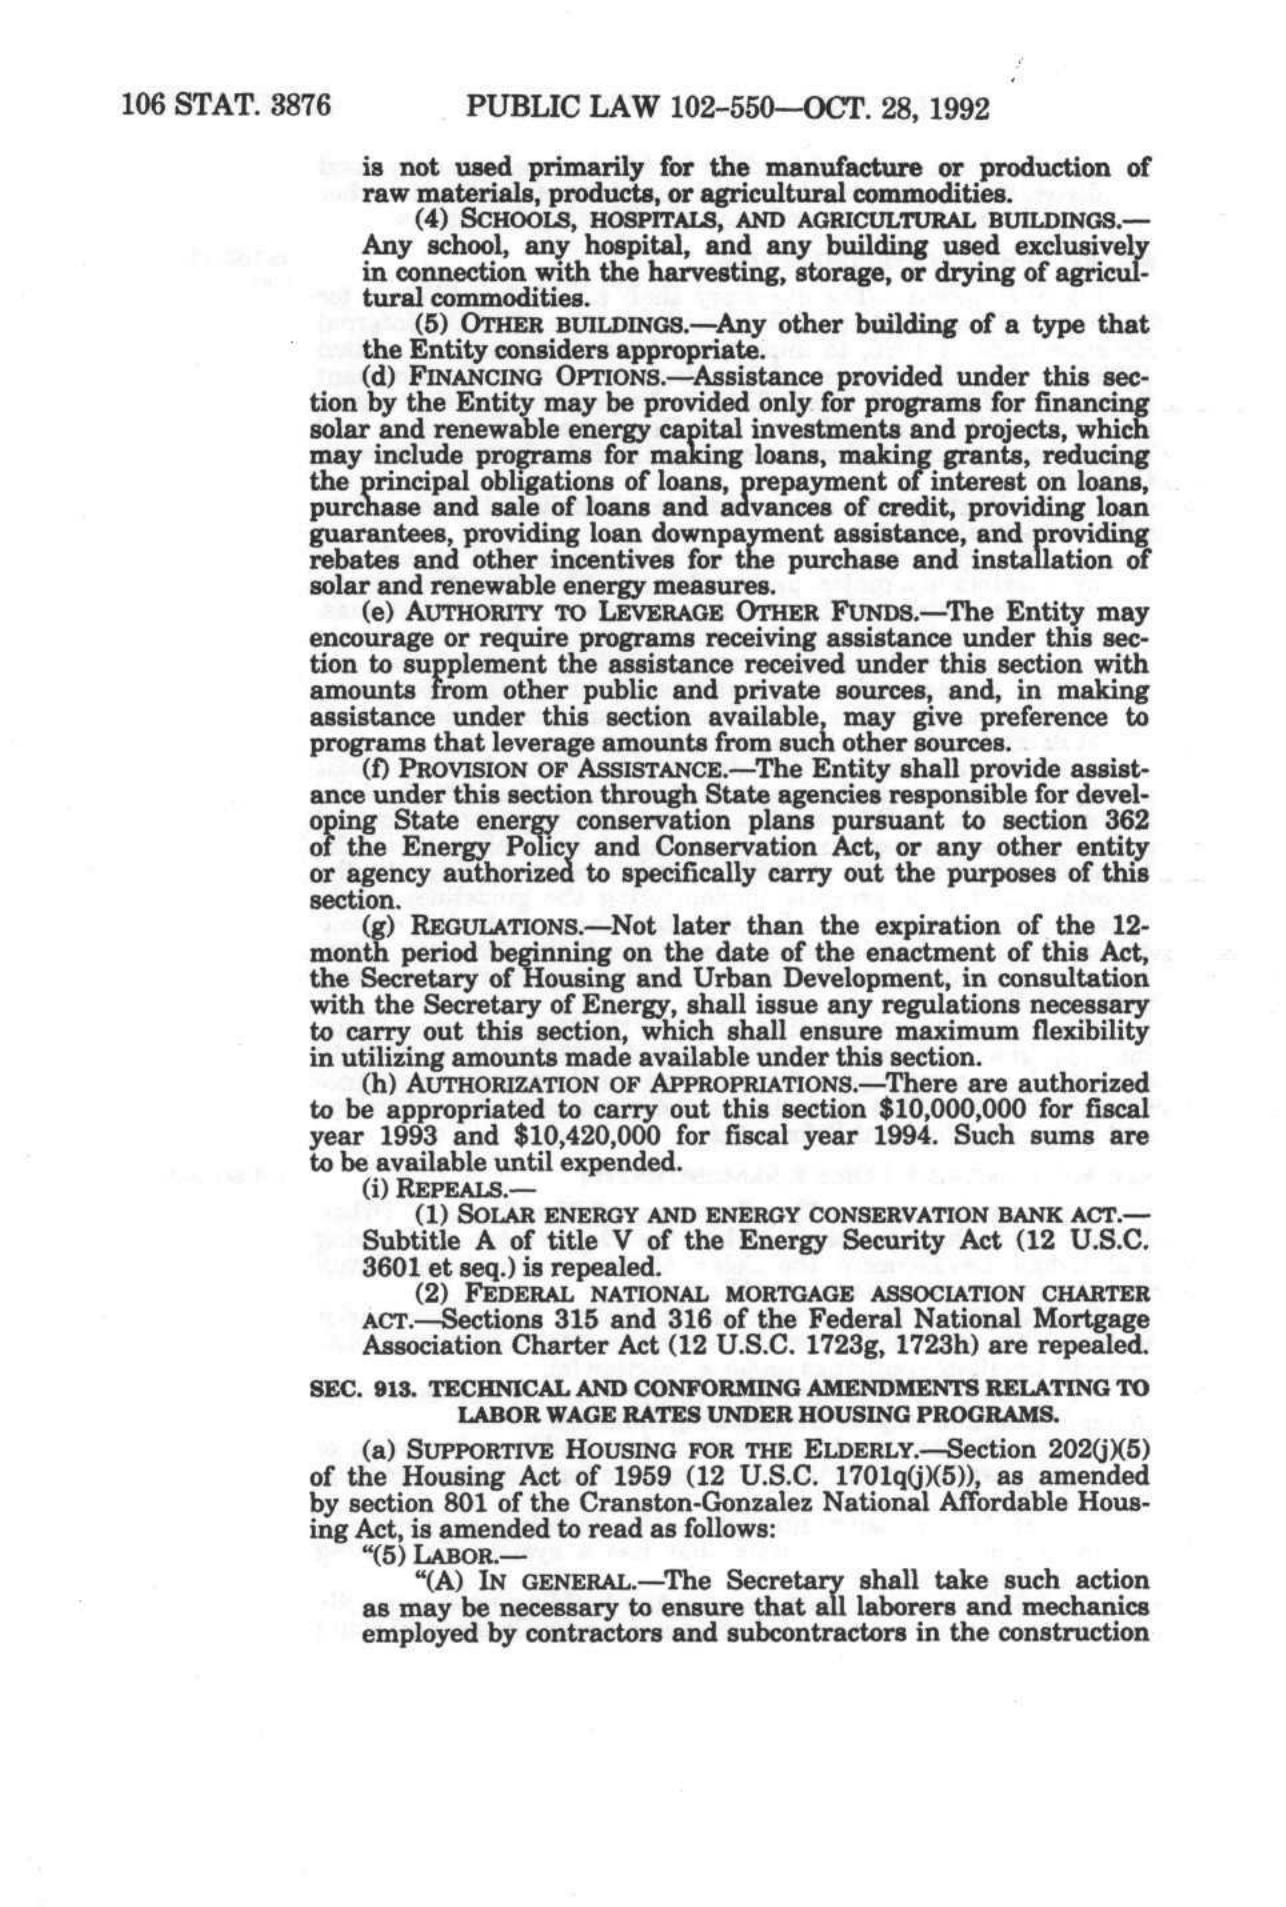 106 STAT. 3876 PUBLIC LAW 102-550—OCT. 28, 1992
is not used primarily for the manufacture or production of
raw materials, products, or agricultural commodities.
(4) SCHOOLS, HOSPITALS, AND AGRICULTURAL BUILDINGS.—
Any school, any hospital, and any building used exclusively
in connection with the harvesting, storage, or drying of agricul-
tural commodities.
(5) OTHER BUILDINGS.—Any other building of a type that
the Entity considers appropriate.
(d) FINANCING OPTIONS.—Assistance provided under this sec-
tion by the Entity may be provided only for programs for financing
solar and renewable energy capital investments and projects, which
may include programs for making loans, making grants, reducing
the principal obligations of loans, prepayment of interest on loans,
purchase and sale of loans and advances of credit, providing loan
guarantees, providing loan downpayment assistance, and providing
rebates and other incentives for the purchase and installation of
solar and renewable energy measures.
(e) AUTHORITY TO LEVERAGE OTHER FUNDS.—The Entity may
encourage or require programs receiving assistance under this sec-
tion to supplement the assistance received under this section with
amounts from other public and private sources, and, in making
assistance under this section available, may give preference to
programs that leverage amounts from such other sources.
(f) PROVISION OF ASSISTANCE.—The Entity shall provide assist-
ance under this section through State agencies responsible for devel-
oping State energy conservation plans pursuant to section 362
of the Energy Policy and Conservation Act, or any other entity
or agency authorized to specifically carry out the purposes of this
section.
(g) REGULATIONS.—Not later than the expiration of the 12-
month period beginning on the date of the enactment of this Act,
the Secretary of Housing and Urban Development, in consultation
with the Secretary of Energy, shall issue any regulations necessary
to carry out this section, which shall ensure maximum flexibility
in utilizing amounts made available under this section.
(h) AUTHORIZATION OF APPROPRIATIONS.—There are authorized
to be appropriated to carry out this section $10,000,000 for fiscal
year 1993 and $10,420,000 for fiscal year 1994. Such sums are
to be available until expended.
(i) REPEALS.—
(1) SOLAR ENERGY AND ENERGY CONSERVATION BANK ACT.—
Subtitle A of title V of the Energy Security Act (12 U.S.C.
3601 et seq.) is repealed.
(2) FEDERAL NATIONAL MORTGAGE ASSOCIATION CHARTER
ACT.—Sections 315 and 316 of the Federal National Mortgage
Association Charter Act (12 U.S.C. 1723g, 1723h) are repealed.
SEC. 913. TECHNICAL AND CONFORMING AMENDMENTS RELATING TO
LABOR WAGE RATES UNDER HOUSING PROGRAMS.
(a) SUPPORTIVE HOUSING FOR THE ELDERLY.—Section 202(j)(5)
of the Housing Act of 1959 (12 U.S.C. 1701q(j)(5)), as amended
by section 801 of the Cranston-Gonzalez National Affordable Hous-
ing Act, is amended to read as follows:
“(5) LABOR.—
“(A) IN GENERAL.—The Secretary shall take such action
as may be necessary to ensure that all laborers and mechanics
employed by contractors and subcontractors in the construction